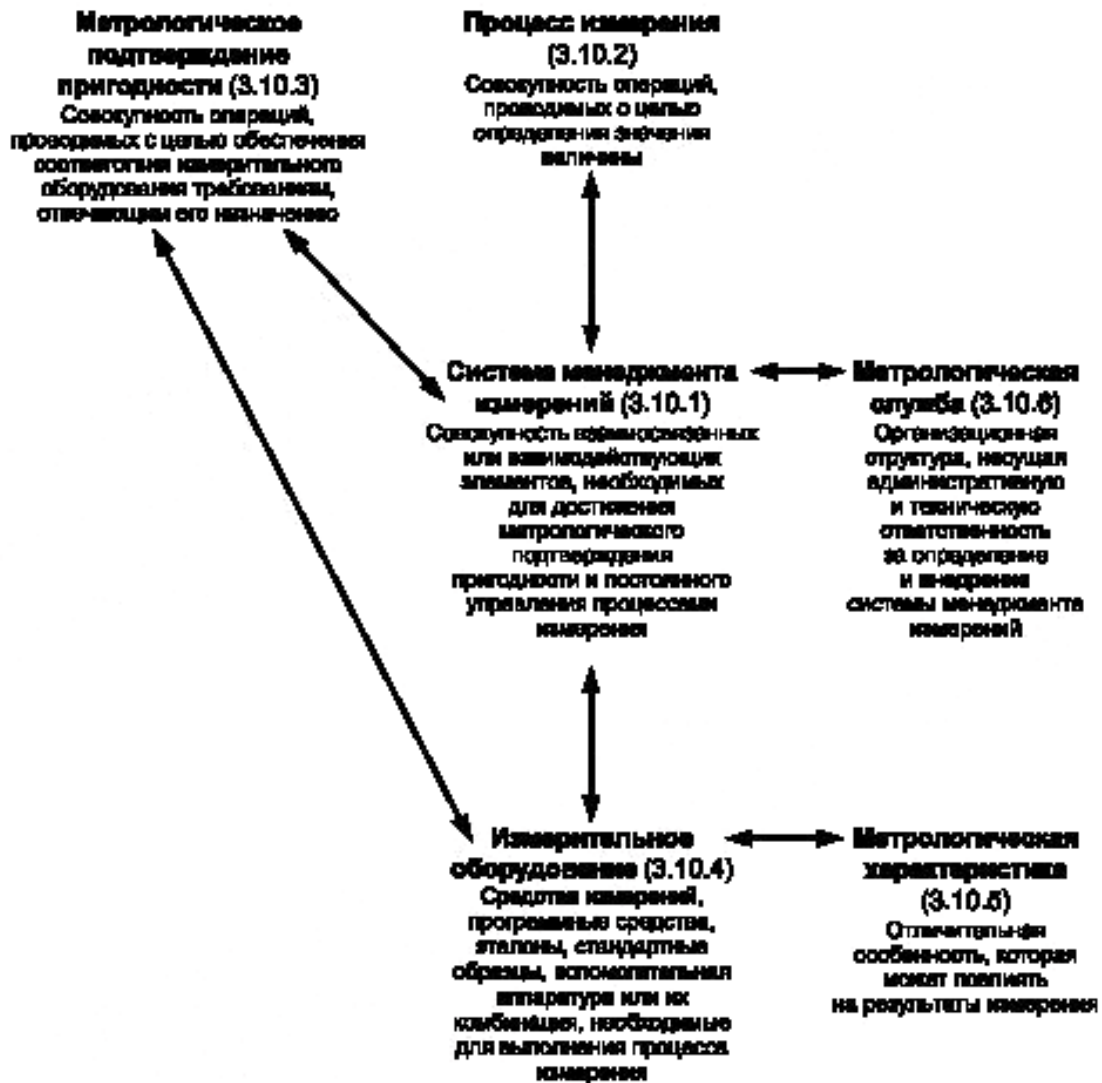 Метрологическое
подтверждение
пригодности (3.10.3)
Совокупность операций,
проводимых с целью обеспечения
соответствия измерительного
оборудования требованиям,
отвечающим его назначению
Процесс измерения
(3.10.2)
Совокупность операций,
проводимых с целью
определения значения
величины
Система менеджмента
измерений (3.10.1)
Совокупность взаимосвязанных
или взаимодействующих
элементов, необходимых
для достижения
метрологического
подтверждения
пригодности и постоянного
управления процессами
измерения
Метрологическая
служба (3.10.6)
Организационная
структура, несущая
административную
и техническую
ответственность
за определение
и внедрение
системы менеджмента
измерений
Измерительное
оборудование (3.10.4)
Средства измерений,
программные средства,
эталоны, стандартные
образцы, вспомогательная
аппаратура или их
комбинация, необходимые
для выполнения процесса
измерения
Метрологическая
характеристика
(3.10.5)
Отличительная
особенность, которая
может повлиять
на результаты измерения